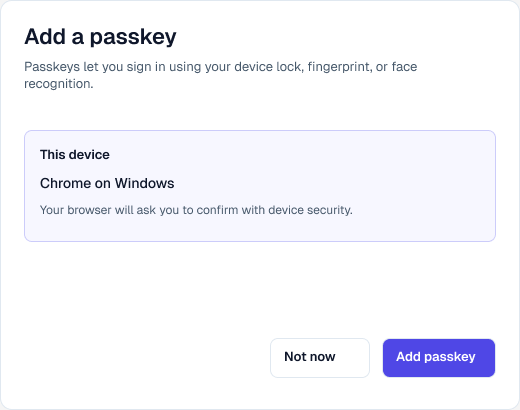 Add a passkey
Passkeys let you sign in using your device lock, fingerprint, or face
recognition.
This device
Chrome on Windows
Your browser will ask you to confirm with device security.
Not now
Add passkey